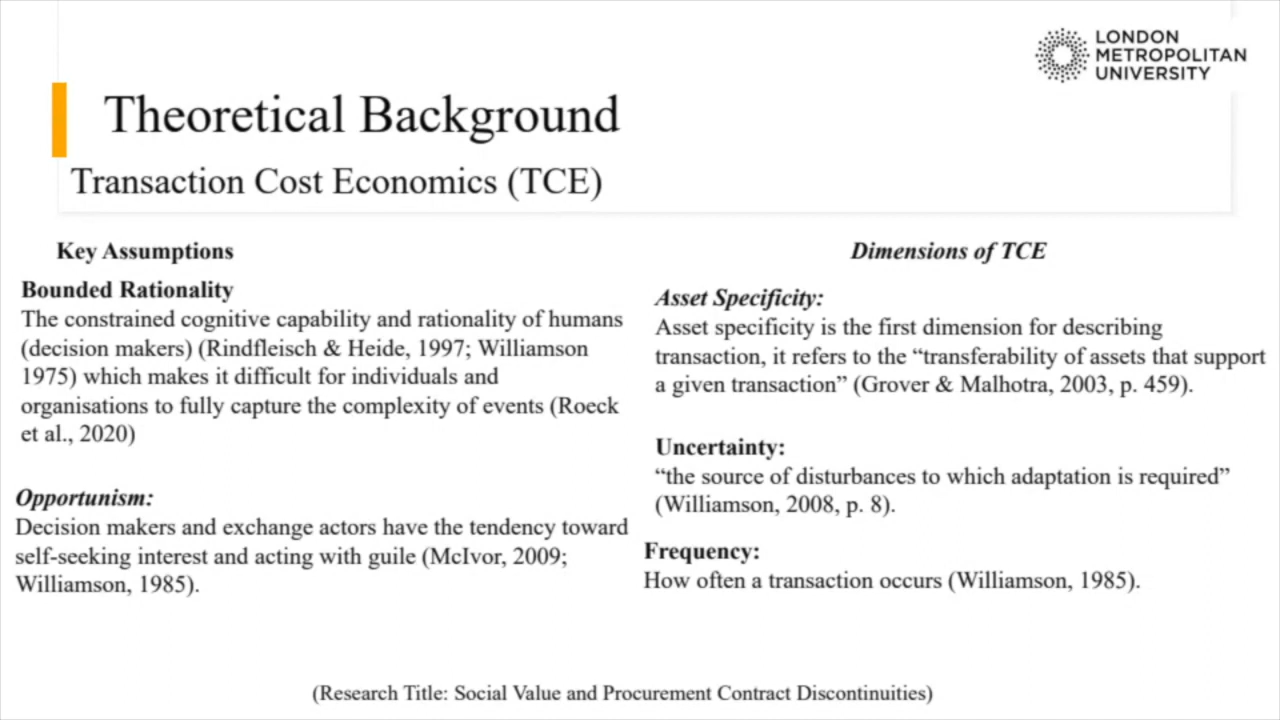 LONDON
METROPOLITAN
UNIVERSITY
Theoretical Background
Transaction Cost Economics (TCE)
Key Assumptions
Bounded Rationality
The constrained cognitive capability and rationality of humans
(decision makers) (Rindfleisch & Heide, 1997; Williamson
1975) which makes it difficult for individuals and
organisations to fully capture the complexity of events (Roeck
et al., 2020)
Opportunism:
Decision makers and exchange actors have the tendency toward
self-seeking interest and acting with guile (McIvor, 2009;
Williamson, 1985).
Dimensions of TCE
Asset Specificity:
Asset specificity is the first dimension for describing
transaction, it refers to the “transferability of assets that support
a given transaction” (Grover & Malhotra, 2003, p. 459).
Uncertainty:
“the source of disturbances to which adaptation is required”
(Williamson, 2008, p. 8).
Frequency:
How often a transaction occurs (Williamson, 1985).
(Research Title: Social Value and Procurement Contract Discontinuities)